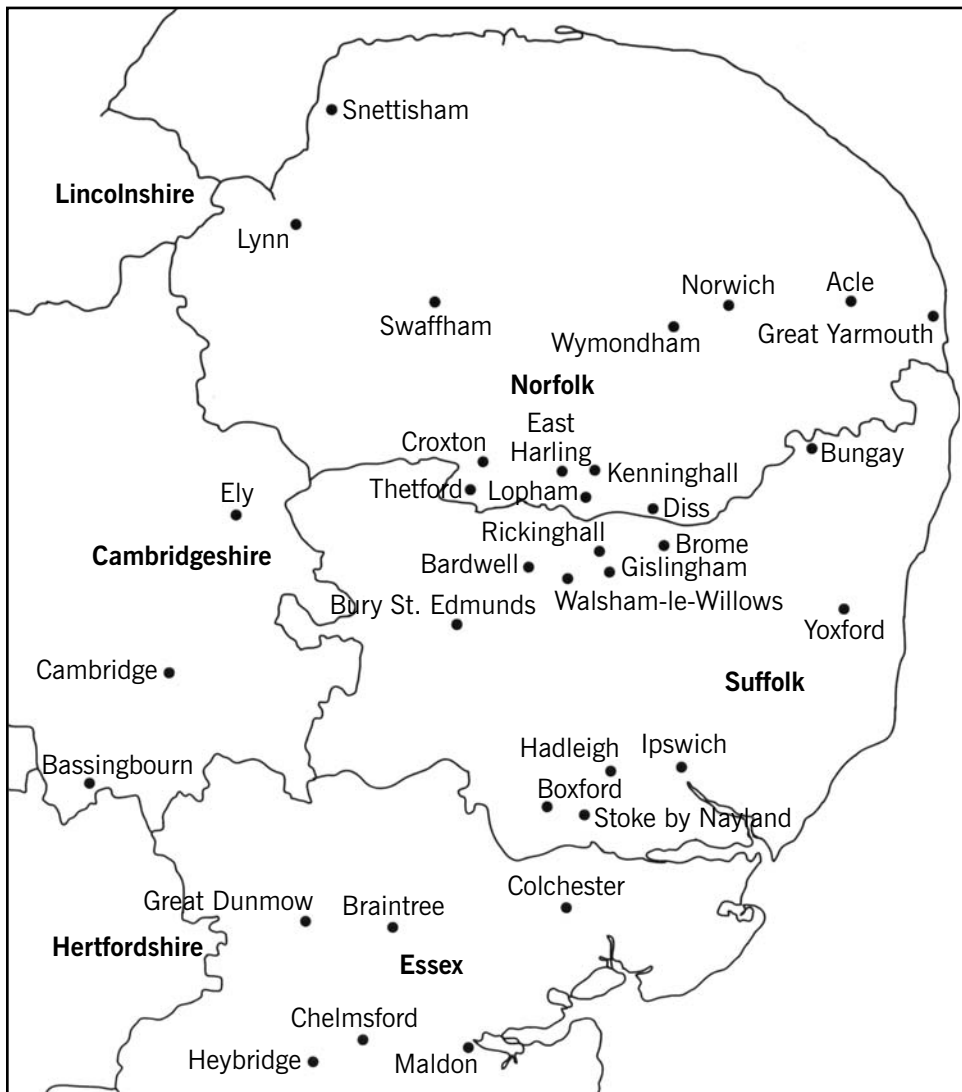 Snettisham
Lincolnshire
Lynn
Norwich
Acle
Swaffham
Great Yarmouth
Wymondham
Norfolk
East
Harling
Croxton
Kenninghall
Bungay
Thetford
Lopham
Diss
Ely
Rickinghall
Brome
Cambridgeshire
Bardwell
Gislingham
Walsham-le-Willows
Bury St. Edmunds
Yoxford
Cambridge
Suffolk
Hadleigh
Ipswich
Bassingbourn
Boxford
Stoke by Nayland
Colchester
Great Dunmow
Braintree
Hertfordshire
Essex
Chelmsford
Heybridge
Maldon